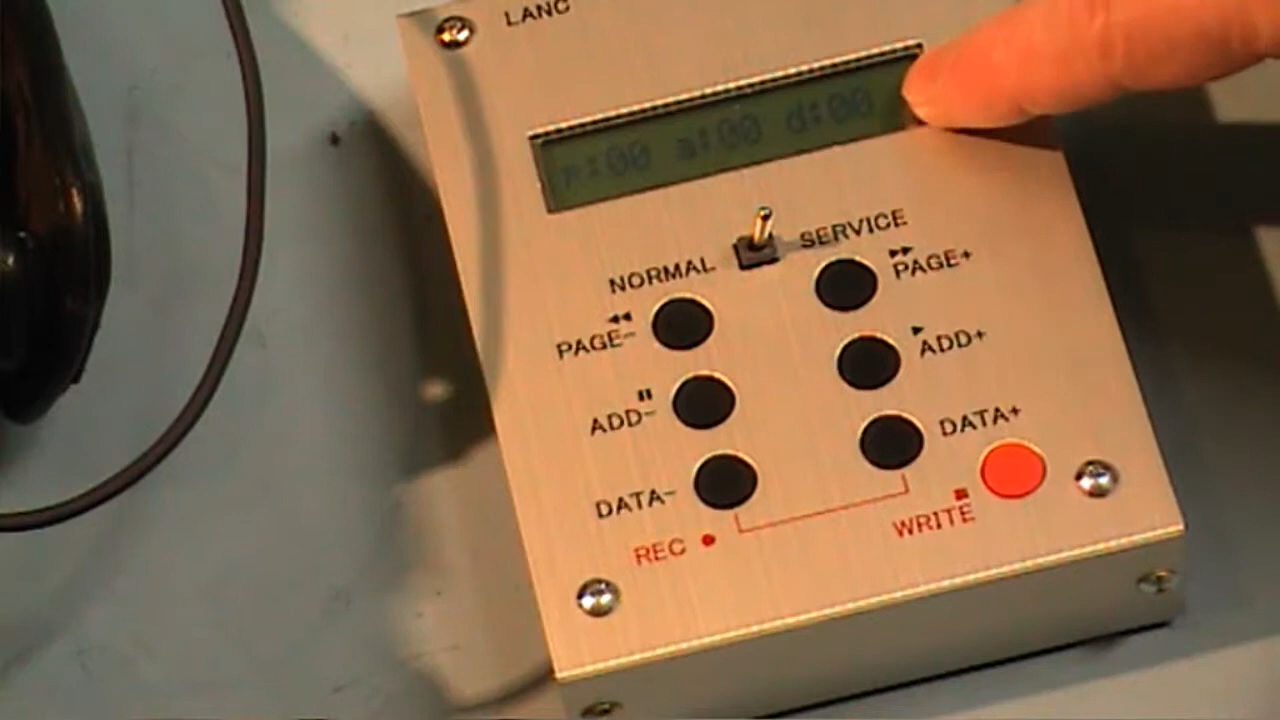 LANC
p:00 a:00 d:00
NORMAL SERVICE
◀◀ PAGE- ▶▶ PAGE+
▮▮ ADD- ▶ ADD+
DATA- DATA+
REC ● ■ WRITE